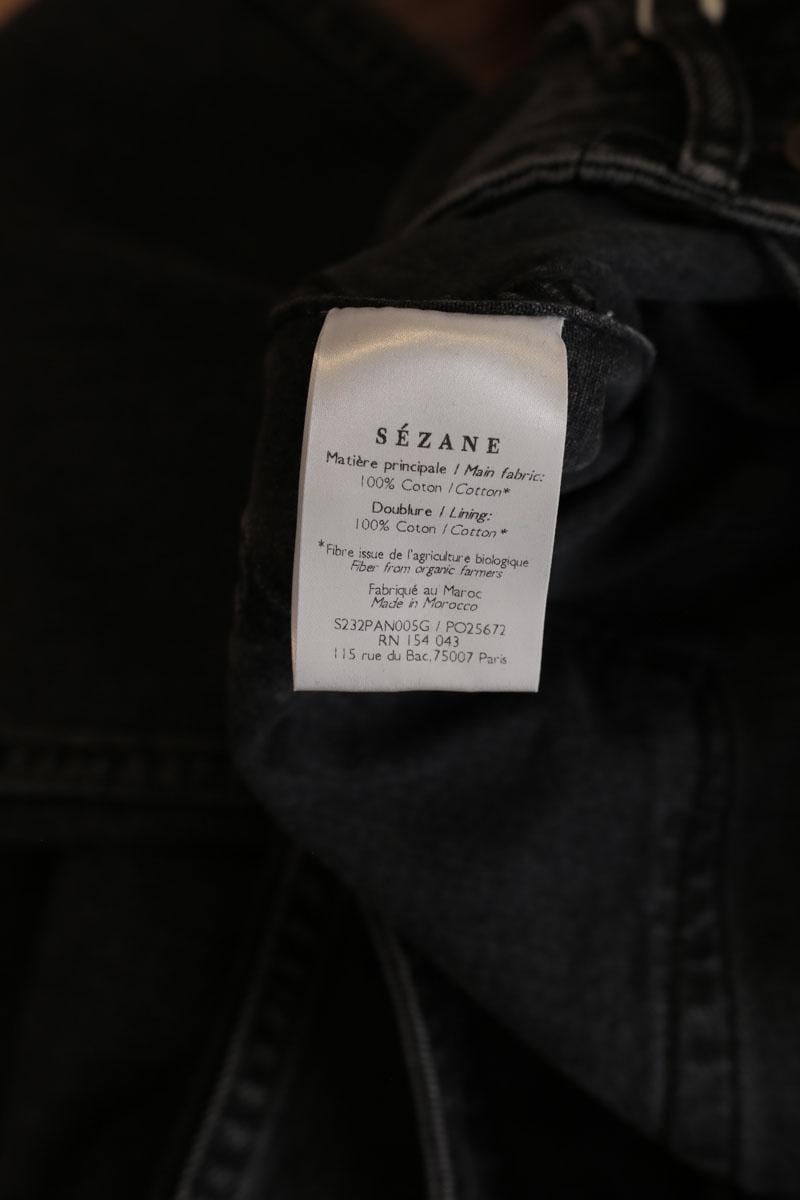 SÉZANE
Matière principale / Main fabric:
100% Coton / Cotton*
Doublure / Lining:
100% Coton / Cotton*
*Fibre issue de l'agriculture biologique
Fiber from organic farmers
Fabriqué au Maroc
Made in Morocco
S232PAN005G / PO25672
RN 154 043
115 rue du Bac,75007 Paris